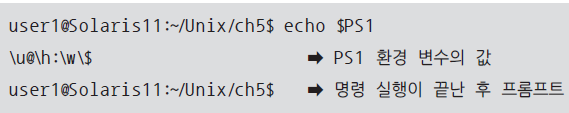 user1@Solaris11:~/Unix/ch5$ echo $PS1
\u@\h:\w\$ ➡ PS1 환경 변수의 값
user1@Solaris11:~/Unix/ch5$ ➡ 명령 실행이 끝난 후 프롬프트